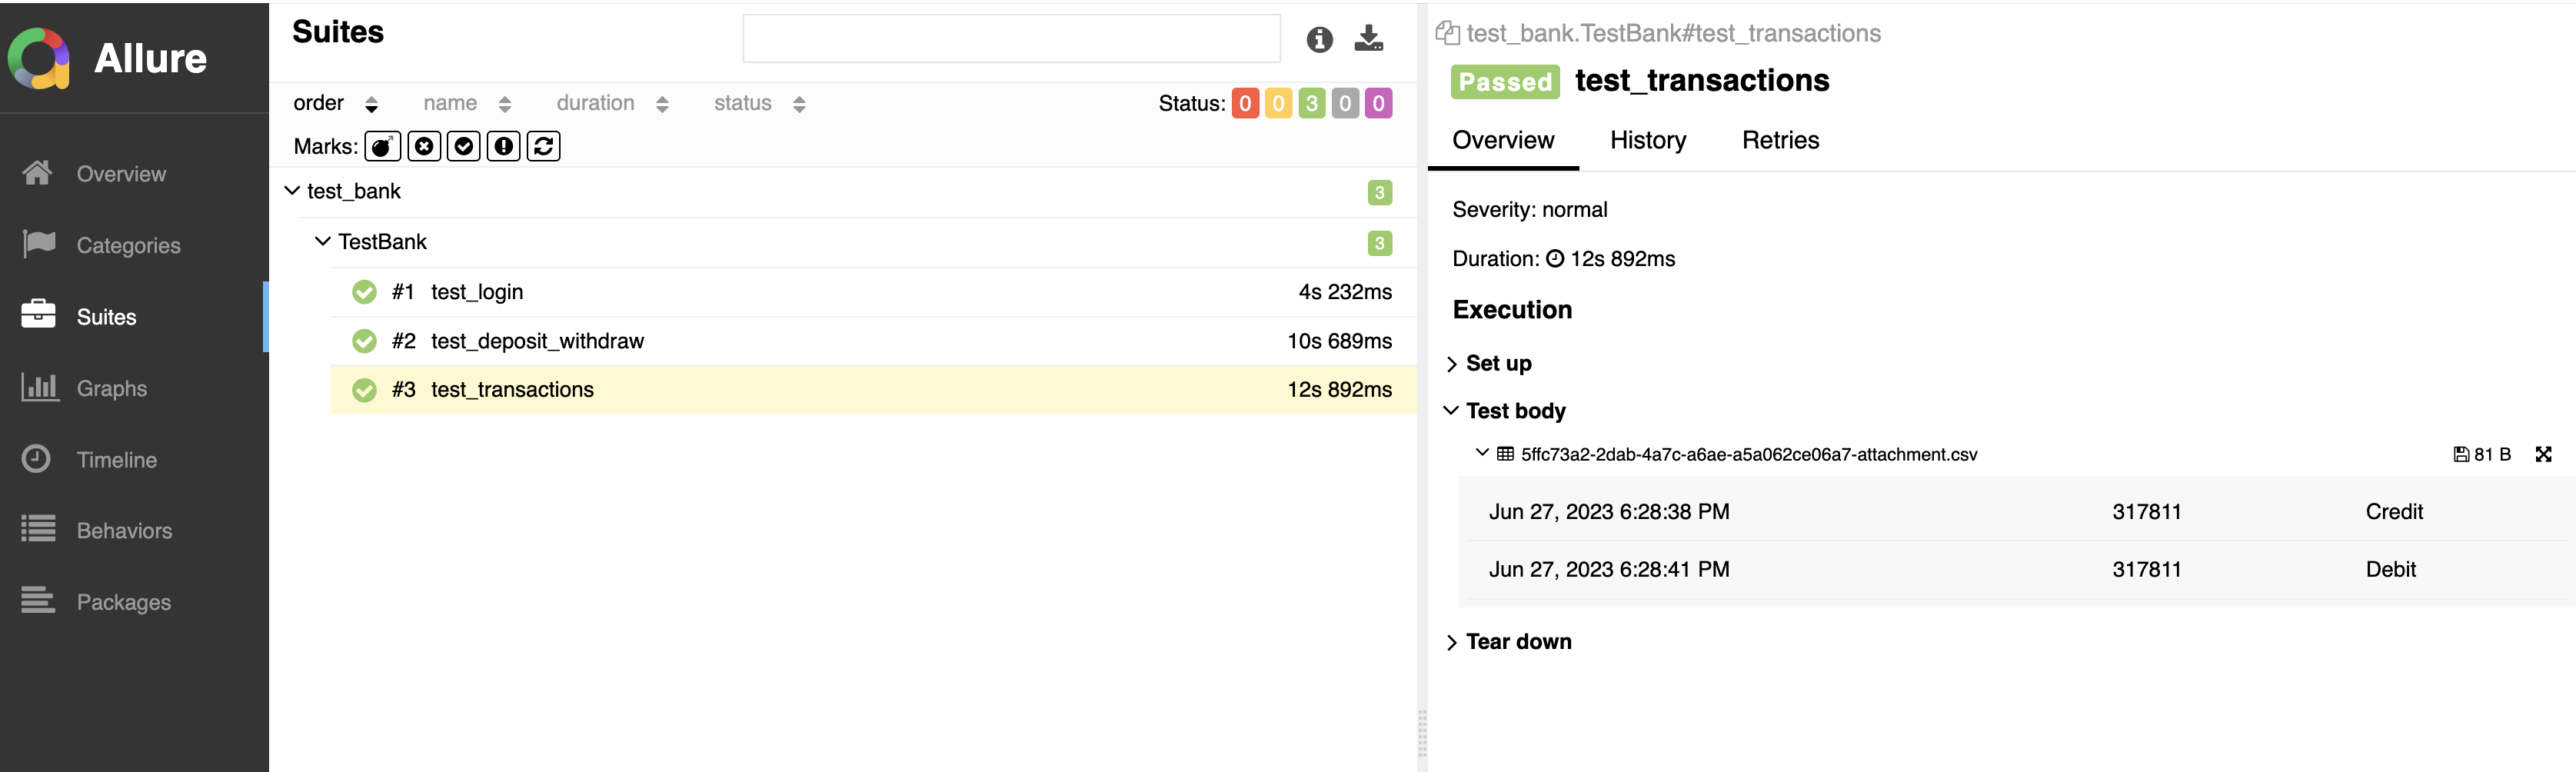 Allure
Overview
Categories
Suites
Graphs
Timeline
Behaviors
Packages
Suites
order name duration status
Status: 0 0 3 0 0
Marks:
test_bank 3
TestBank 3
#1 test_login 4s 232ms
#2 test_deposit_withdraw 10s 689ms
#3 test_transactions 12s 892ms
test_bank.TestBank#test_transactions
Passed test_transactions
Overview History Retries
Severity: normal
Duration: 12s 892ms
Execution
Set up
Test body
5ffc73a2-2dab-4a7c-a6ae-a5a062ce06a7-attachment.csv 81 B
Jun 27, 2023 6:28:38 PM 317811 Credit
Jun 27, 2023 6:28:41 PM 317811 Debit
Tear down